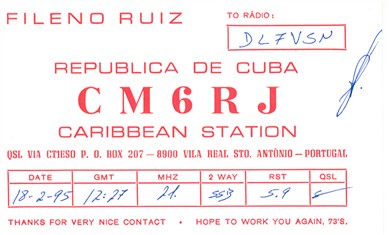 FILENO RUIZ
TO RÁDIO:
DLFVSN
REPUBLICA DE CUBA
CM6RJ
CARIBBEAN STATION
QSL VIA CT1ESO P. O. BOX 207 — 8900 VILA REAL STO. ANTÓNIO — PORTUGAL
DATE GMT MHZ 2 WAY RST QSL
18-2-95 12:27 21. SSB 5.9
THANKS FOR VERY NICE CONTACT • HOPE TO WORK YOU AGAIN, 73'S.